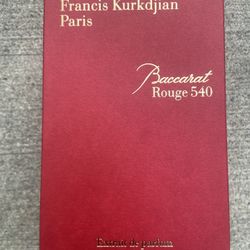 Francis Kurkdjian
Paris
Baccarat
Rouge 540
Extrait de parfum